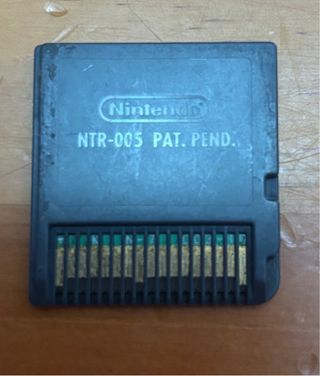 Nintendo
NTR-005 PAT. PEND.